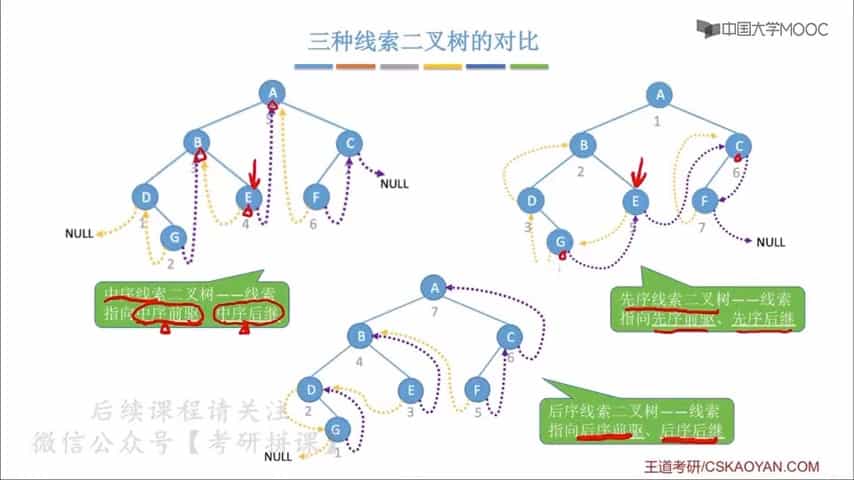 中国大学MOOC
三种线索二叉树的对比
A
5
B
3
C
NULL
D
1
E
4
F
6
NULL
G
2
中序线索二叉树——线索
指向中序前驱、中序后继
A
1
B
2
C
6
D
3
E
F
7
G
NULL
先序线索二叉树——线索
指向先序前驱、先序后继
A
7
B
4
C
6
D
2
E
3
F
5
G
1
NULL
后序线索二叉树——线索
指向后序前驱、后序后继
后续课程请关注
微信公众号【考研拼课】
王道考研/CSKAOYAN.COM